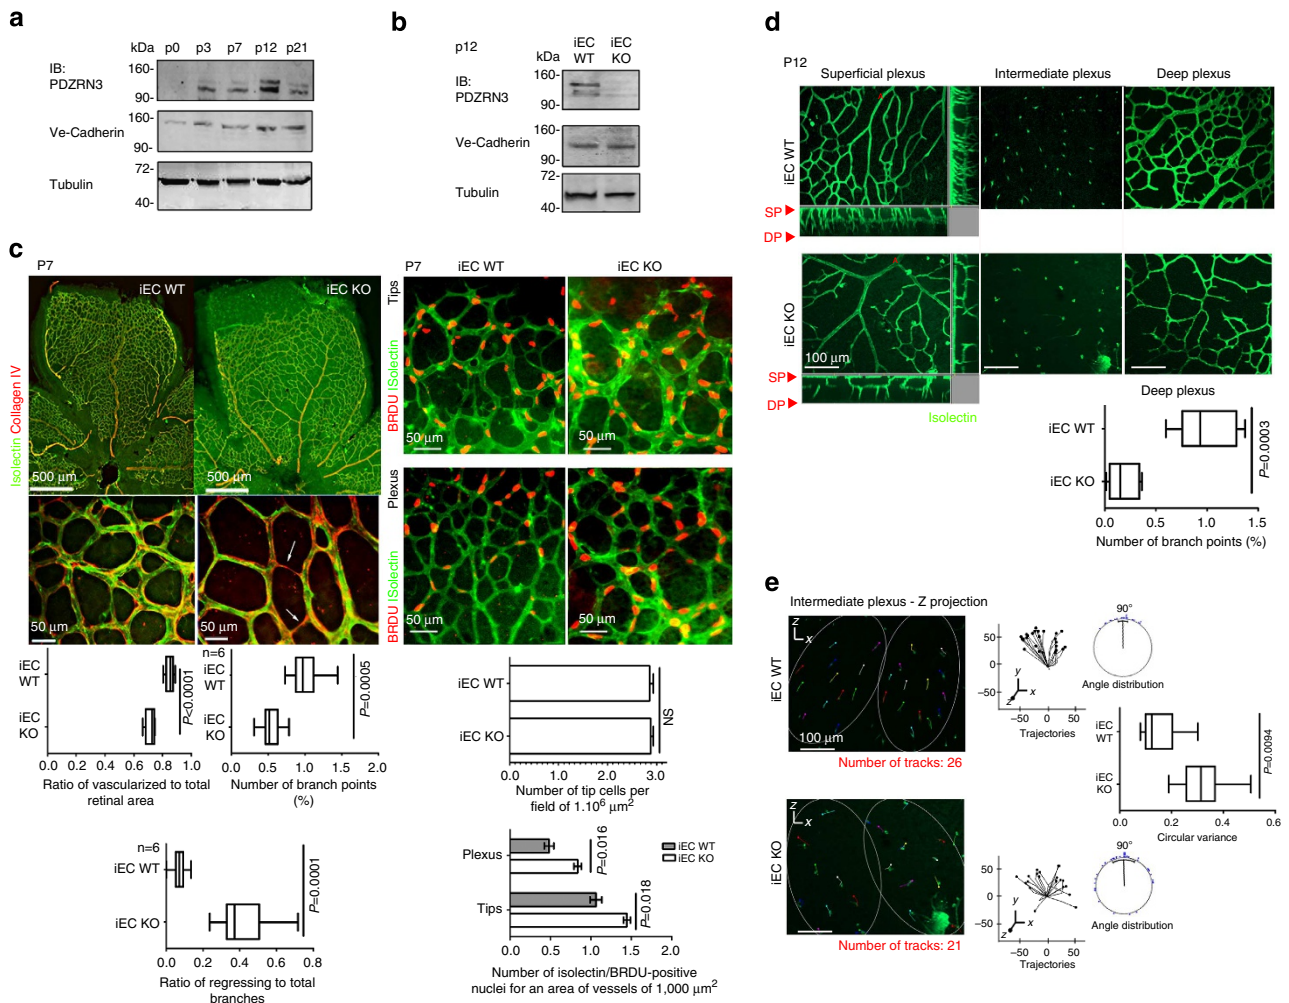 a
kDa p0 p3 p7 p12 p21
IB:
PDZRN3
160-
90-
Ve-Cadherin
160-
90-
Tubulin
72-
40-
b
p12
kDa
iEC
WT
iEC
KO
IB:
PDZRN3
160-
90-
Ve-Cadherin
160-
90-
Tubulin
72-
40-
c
P7
iEC WT
iEC KO
Isolectin Collagen IV
500 µm
500 µm
50 µm
50 µm
iEC
WT
iEC
KO
P<0.0001
0.0 0.2 0.4 0.6 0.8 1.0
Ratio of vascularized to total
retinal area
n=6
iEC
WT
iEC
KO
P=0.0005
0.0 0.5 1.0 1.5 2.0
Number of branch points
(%)
n=6
iEC WT
iEC KO
P=0.0001
0.0 0.2 0.4 0.6 0.8
Ratio of regressing to total
branches
P7 iEC WT iEC KO
Tips
BRDU ISolectin
50 µm
50 µm
Plexus
BRDU ISolectin
50 µm
50 µm
iEC WT
iEC KO
NS
0.0 1.0 2.0 3.0
Number of tip cells per
field of 1.10⁶ µm²
Plexus
Tips
P=0.016
P=0.018
iEC WT
iEC KO
0.0 0.5 1.0 1.5 2.0
Number of isolectin/BRDU-positive
nuclei for an area of vessels of 1,000 µm²
d
P12
Superficial plexus Intermediate plexus Deep plexus
iEC WT
SP
DP
iEC KO
100 µm
SP
DP
Isolectin
Deep plexus
iEC WT
iEC KO
P=0.0003
0.0 0.5 1.0 1.5
Number of branch points (%)
e
Intermediate plexus - Z projection
iEC WT
z
x
100 µm
Number of tracks: 26
50
0
−50
y
x
z
−50 0 50
Trajectories
90°
Angle distribution
iEC
WT
iEC
KO
P=0.0094
0.0 0.2 0.4 0.6
Circular variance
iEC KO
z
x
Number of tracks: 21
50
0
−50
y
x
z
−50 0 50
Trajectories
90°
Angle distribution